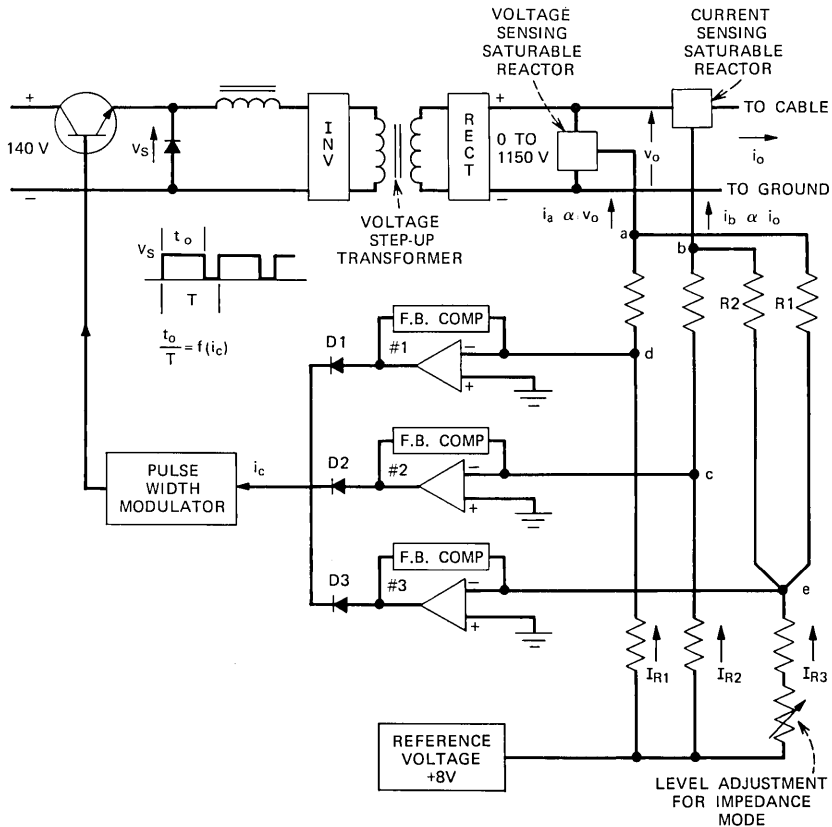 VOLTAGE
SENSING
SATURABLE
REACTOR
CURRENT
SENSING
SATURABLE
REACTOR
+
140 V
–
v_S
I N V
VOLTAGE
STEP-UP
TRANSFORMER
R E C T
+
0 TO
1150 V
–
v_o
TO CABLE
i_o
TO GROUND
i_a α v_o
i_b α i_o
a
b
V_S
t_o
T
t_o/T = f(i_c)
R2
R1
F.B. COMP
D1
#1
–
+
d
F.B. COMP
D2
#2
–
+
c
PULSE
WIDTH
MODULATOR
i_c
F.B. COMP
D3
#3
–
+
e
I_R1
I_R2
I_R3
REFERENCE
VOLTAGE
+8V
LEVEL ADJUSTMENT
FOR IMPEDANCE
MODE